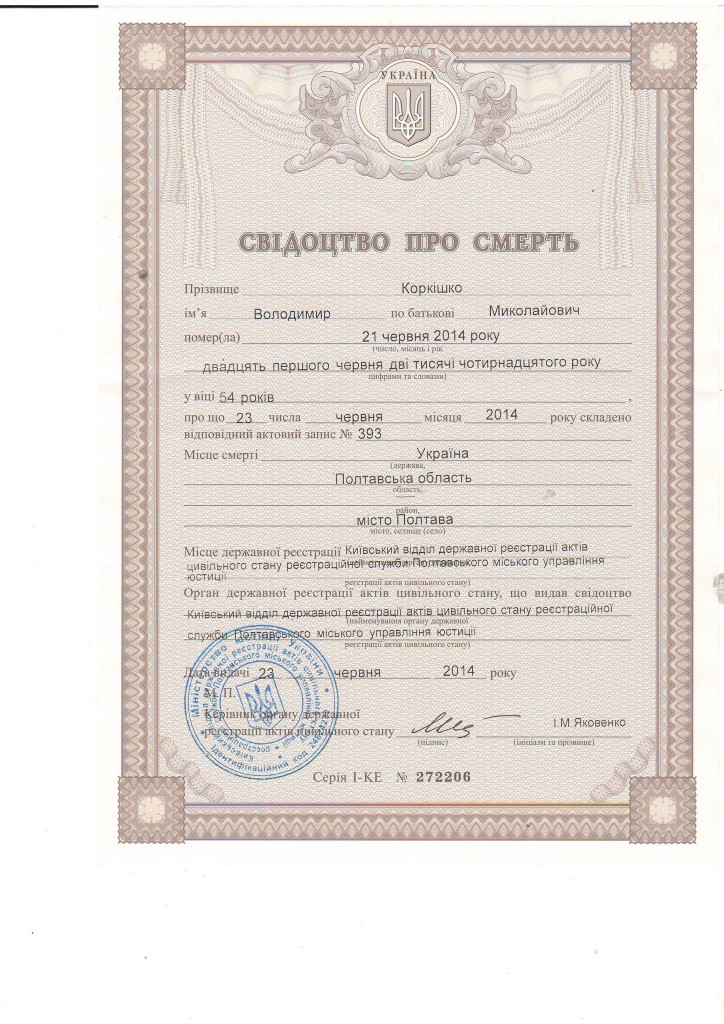 УКРАЇНА
СВІДОЦТВО ПРО СМЕРТЬ
Прізвище Коркішко
ім'я Володимир по батькові Миколайович
помер(ла) 21 червня 2014 року
(число, місяць і рік
двадцять першого червня дві тисячі чотирнадцятого року
цифрами та словами)
у віці 54 років ,
про що 23 числа червня місяця 2014 року складено
відповідний актовий запис № 393
Місце смерті Україна
(держава,
Полтавська область
область,
район,
місто Полтава
місто, селище (село)
Місце державної реєстрації Київський відділ державної реєстрації актів
цивільного стану реєстраційної служби Полтавського міського управління
юстиції
реєстрації актів цивільного стану)
Орган державної реєстрації актів цивільного стану, що видав свідоцтво
Київський відділ державної реєстрації актів цивільного стану реєстраційної
(найменування органу державної
служби Полтавського міського управління юстиції
реєстрації актів цивільного стану)
Дата видачі 23 червня 2014 року
М. П.
Керівник органу державної
реєстрації актів цивільного стану І.М.Яковенко
(підпис) (ініціали та прізвище)
Серія І-КЕ № 272206
Міністерство юстиції України
Ідентифікаційний код